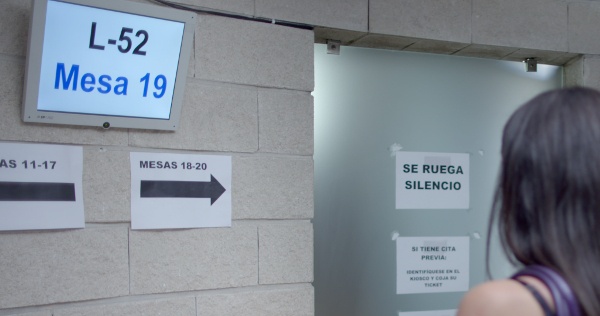 L-52
Mesa 19
AS 11-17
MESAS 18-20
SE RUEGA
SILENCIO
SI TIENE CITA
PREVIA:
IDENTIFÍQUESE EN EL
KIOSCO Y COJA SU
TICKET